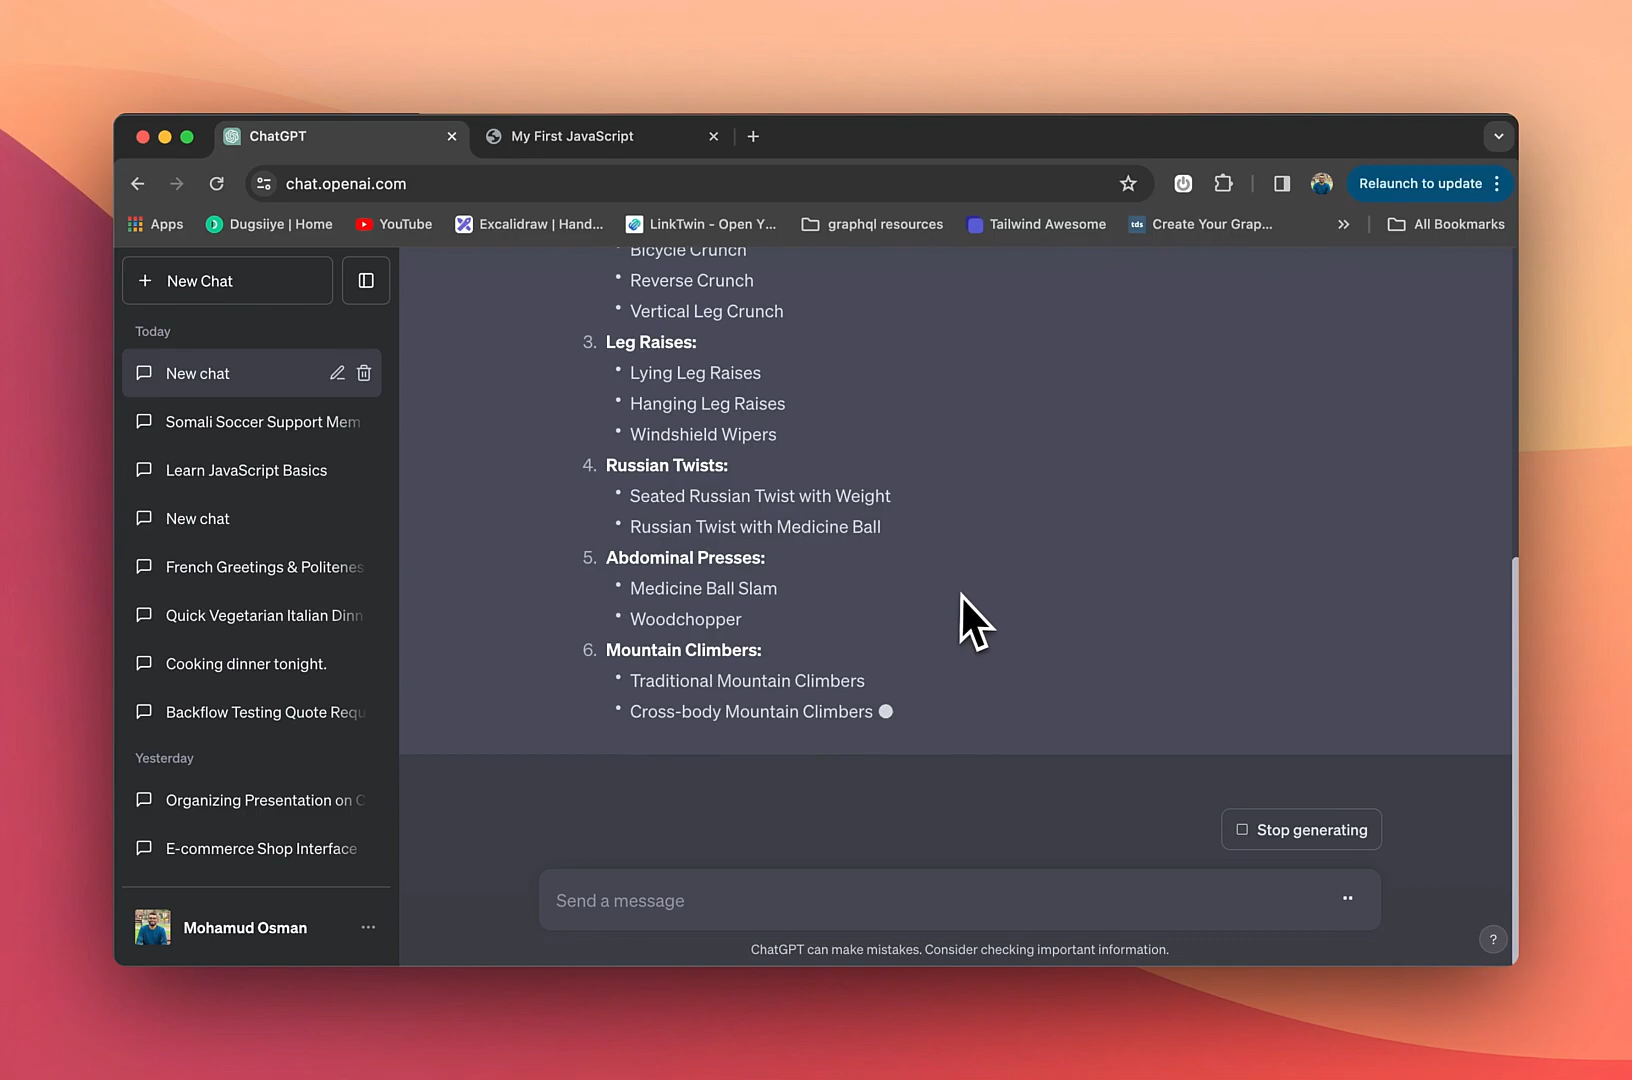 ChatGPT
My First JavaScript
chat.openai.com
Relaunch to update
Apps
Dugsiiye | Home
YouTube
Excalidraw | Hand...
LinkTwin - Open Y...
graphql resources
Tailwind Awesome
tds
Create Your Grap...
All Bookmarks
New Chat
Today
New chat
Somali Soccer Support Mem
Learn JavaScript Basics
New chat
French Greetings & Politenes
Quick Vegetarian Italian Dinn
Cooking dinner tonight.
Backflow Testing Quote Requ
Yesterday
Organizing Presentation on C
E-commerce Shop Interface
Mohamud Osman
• Bicycle Crunch
• Reverse Crunch
• Vertical Leg Crunch
3. Leg Raises:
• Lying Leg Raises
• Hanging Leg Raises
• Windshield Wipers
4. Russian Twists:
• Seated Russian Twist with Weight
• Russian Twist with Medicine Ball
5. Abdominal Presses:
• Medicine Ball Slam
• Woodchopper
6. Mountain Climbers:
• Traditional Mountain Climbers
• Cross-body Mountain Climbers
Stop generating
Send a message
ChatGPT can make mistakes. Consider checking important information.
?